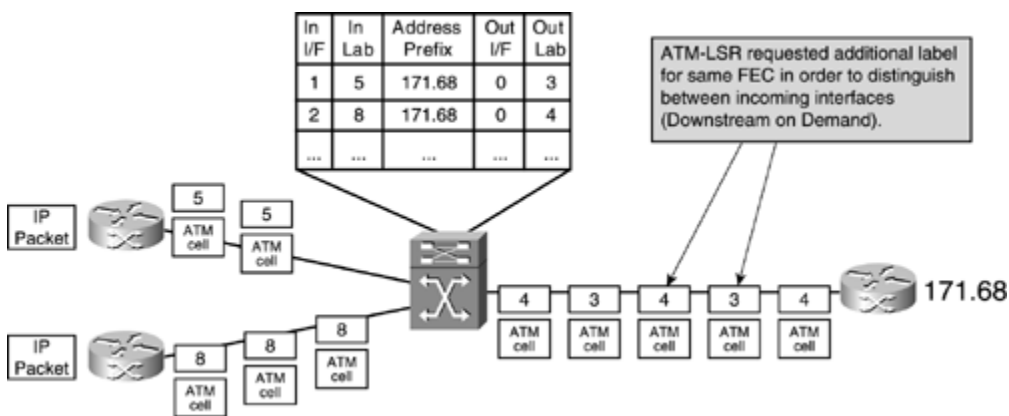 In I/F In Lab Address Prefix Out I/F Out Lab
1 5 171.68 0 3
2 8 171.68 0 4
... ... ... ... ...
ATM-LSR requested additional label
for same FEC in order to distinguish
between incoming interfaces
(Downstream on Demand).
IP
Packet
5
ATM
cell
5
ATM
cell
IP
Packet
8
ATM
cell
8
ATM
cell
8
ATM
cell
4
ATM
cell
3
ATM
cell
4
ATM
cell
3
ATM
cell
4
ATM
cell
171.68